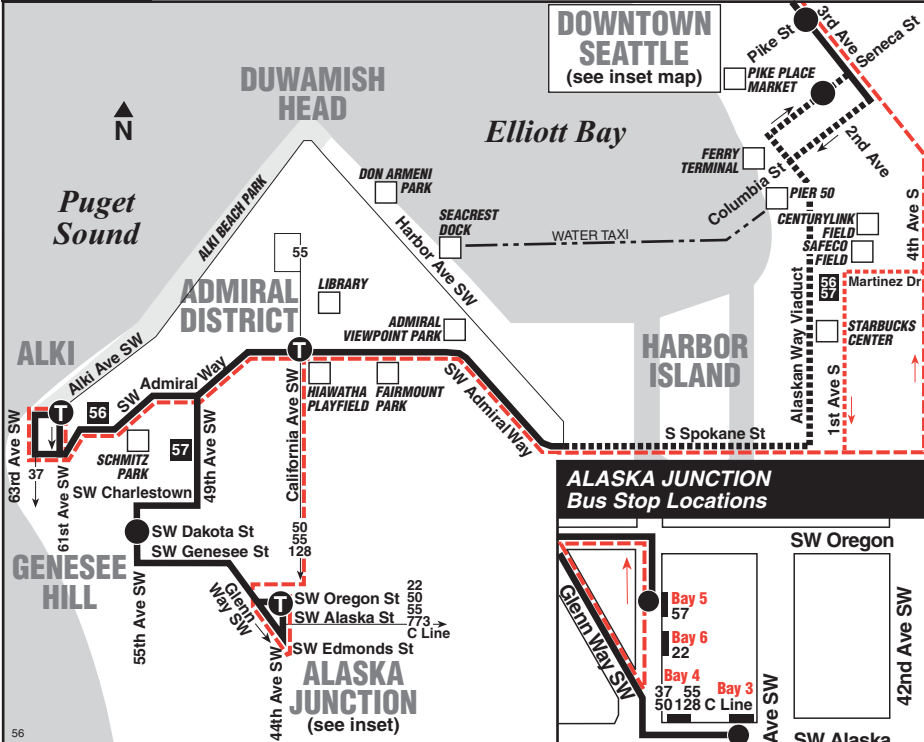 DOWNTOWN
SEATTLE
(see inset map)
3rd Ave
Pike St
Seneca St
PIKE PLACE
MARKET
DUWAMISH
HEAD
N
Elliott Bay
2nd Ave
FERRY
TERMINAL
Columbia St
DON ARMENI
PARK
ALKI BEACH PARK
Puget
Sound
PIER 50
SEACREST
DOCK
Harbor Ave SW
WATER TAXI
CENTURYLINK
FIELD
SAFECO
FIELD
4th Ave S
55
56
57
Martinez Dr
LIBRARY
ADMIRAL
DISTRICT
ADMIRAL
VIEWPOINT PARK
Alaskan Way Viaduct
STARBUCKS
CENTER
HARBOR
ISLAND
1st Ave S
ALKI
Alki Ave SW
T
T
SW Admiral Way
56
HIAWATHA
PLAYFIELD
FAIRMOUNT
PARK
SW Admiral Way
63rd Ave SW
37
61st Ave SW
SCHMITZ
PARK
57
49th Ave SW
California Ave SW
S Spokane St
SW Charlestown
SW Dakota St
SW Genesee St
50
55
128
GENESEE
HILL
55th Ave SW
Glenn
Way SW
T
SW Oregon St
SW Alaska St
22
50
55
773
C Line
SW Edmonds St
44th Ave SW
ALASKA
JUNCTION
(see inset)
56
ALASKA JUNCTION
Bus Stop Locations
SW Oregon
Glenn Way SW
Bay 5
57
Bay 6
22
Bay 4
37 55
50 128
Bay 3
C Line
Ave SW
42nd Ave SW
SW Alaska